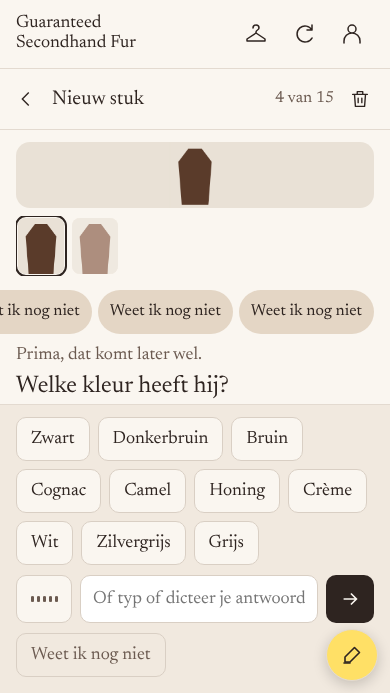 Guaranteed
Secondhand Fur
Nieuw stuk
4 van 15
t ik nog niet
Weet ik nog niet
Weet ik nog niet
Prima, dat komt later wel.
Welke kleur heeft hij?
Zwart
Donkerbruin
Bruin
Cognac
Camel
Honing
Crème
Wit
Zilvergrijs
Grijs
Of typ of dicteer je antwoord
Weet ik nog niet